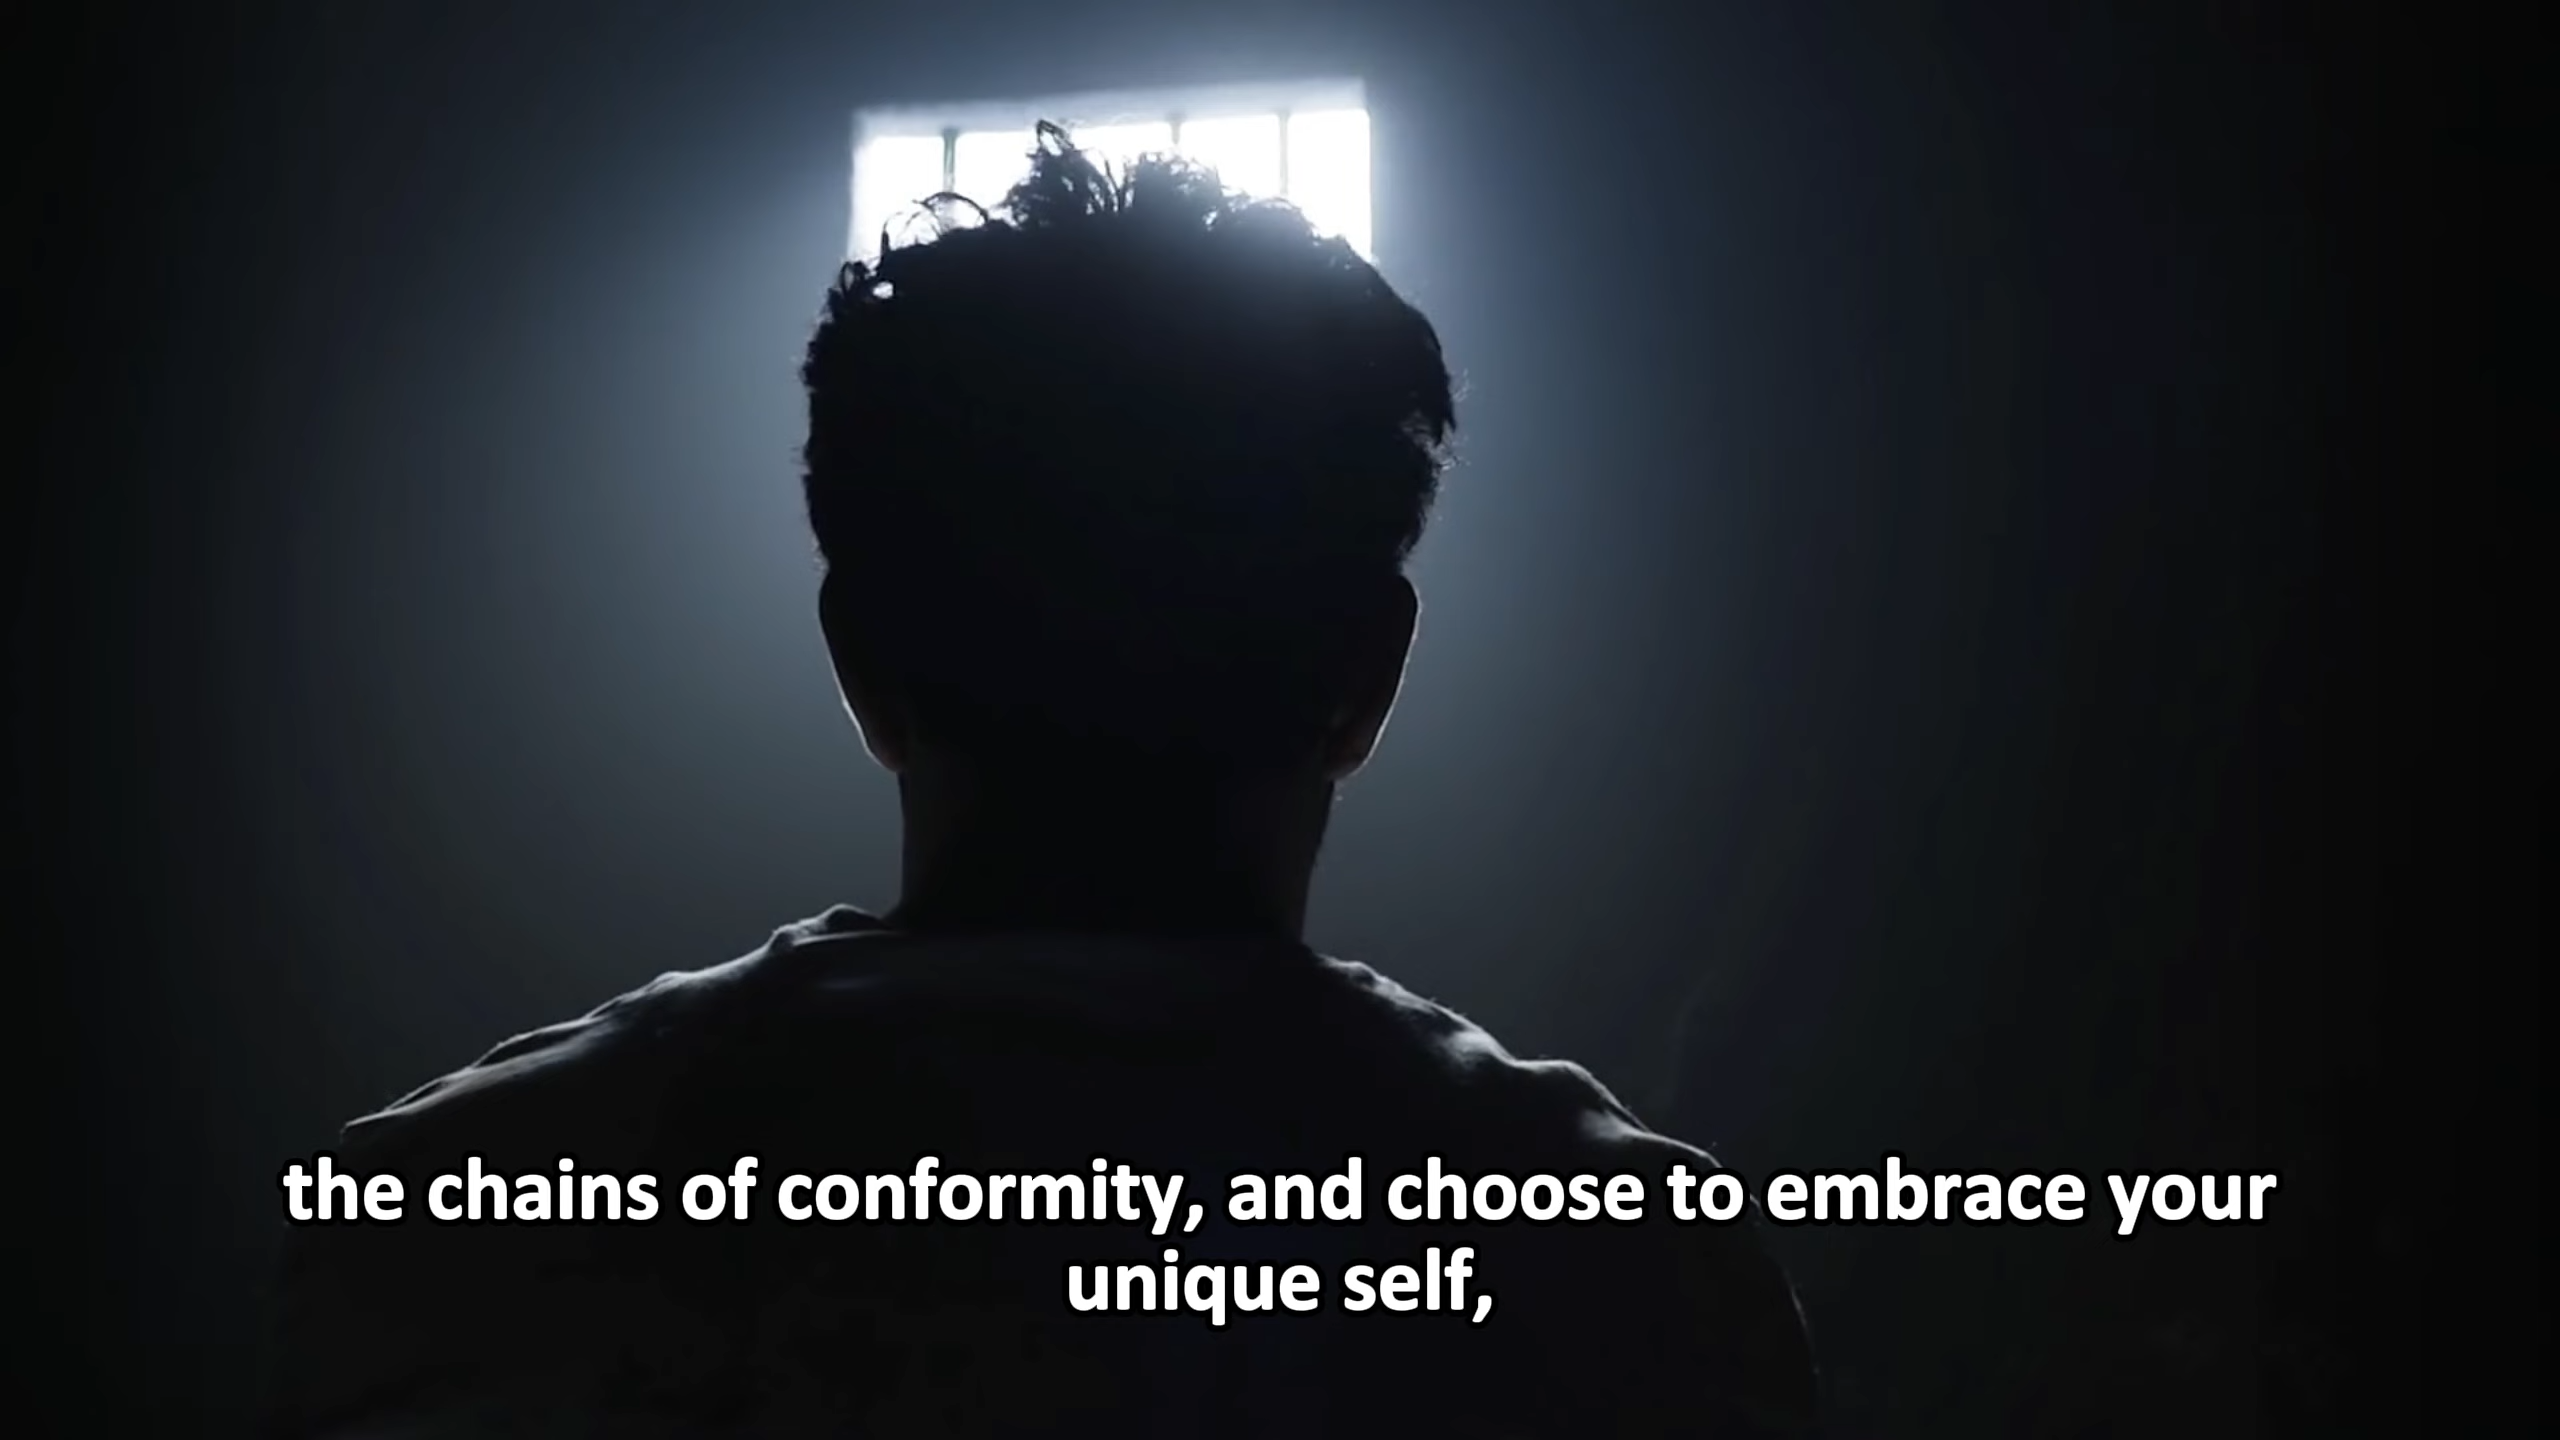 the chains of conformity, and choose to embrace your
unique self,